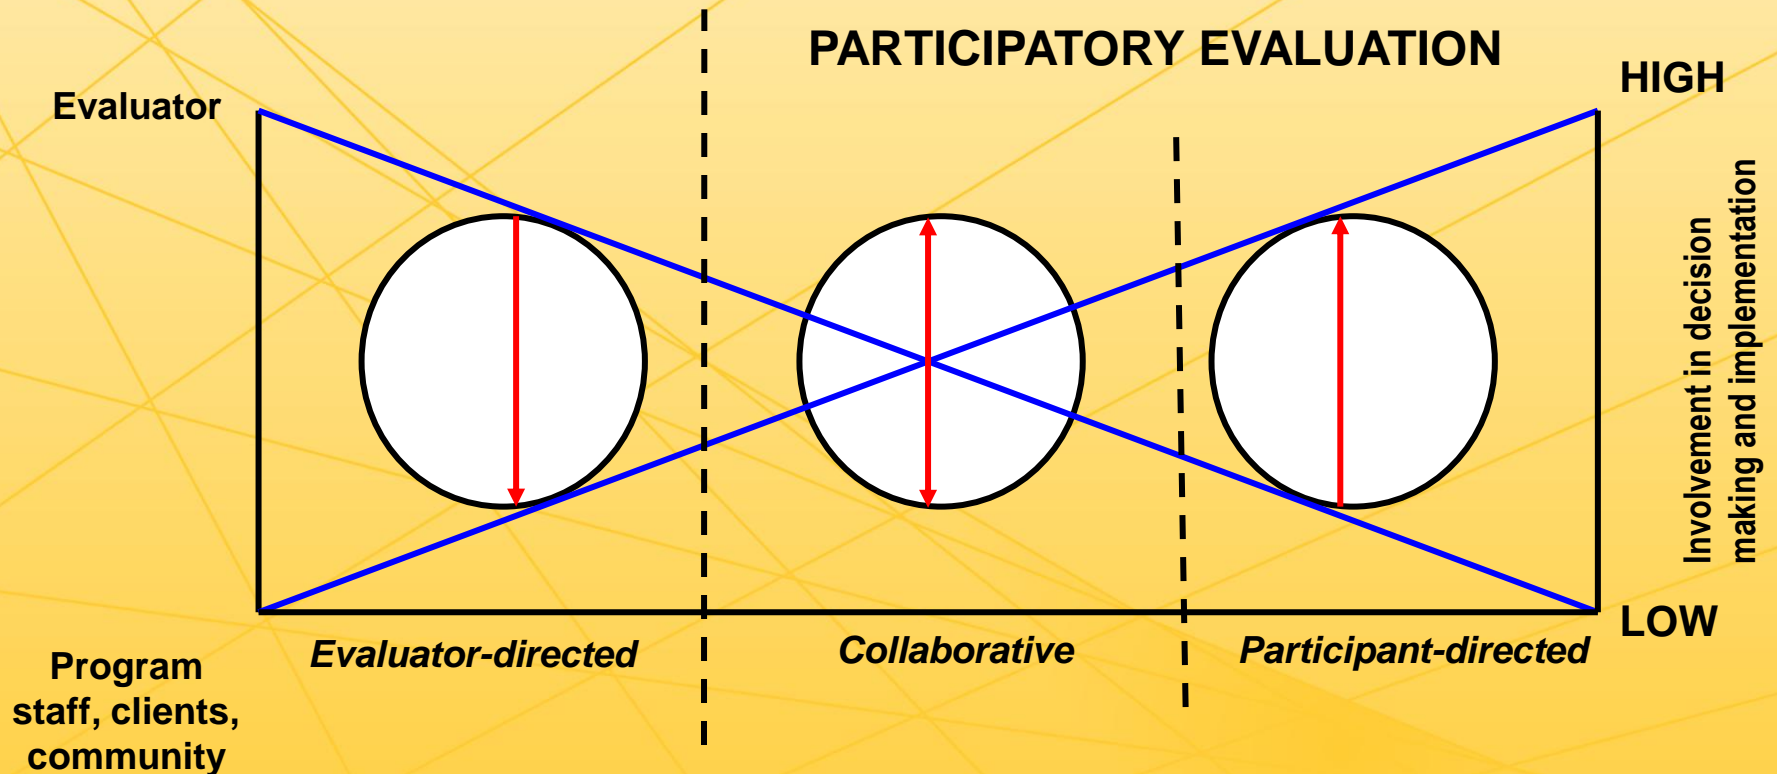 PARTICIPATORY EVALUATION
HIGH
Evaluator
Involvement in decision
making and implementation
LOW
Evaluator-directed
Collaborative
Participant-directed
Program
staff, clients,
community